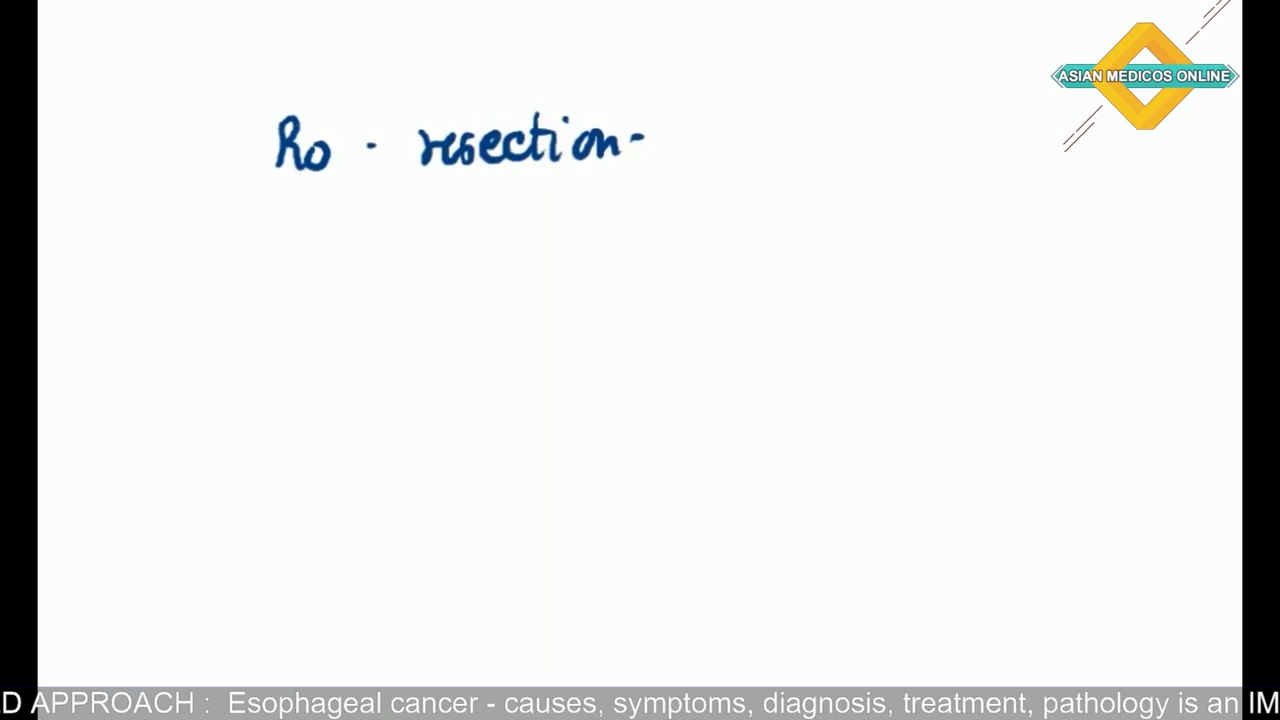 ASIAN MEDICOS ONLINE
Ro - resection-
D APPROACH : Esophageal cancer - causes, symptoms, diagnosis, treatment, pathology is an IM